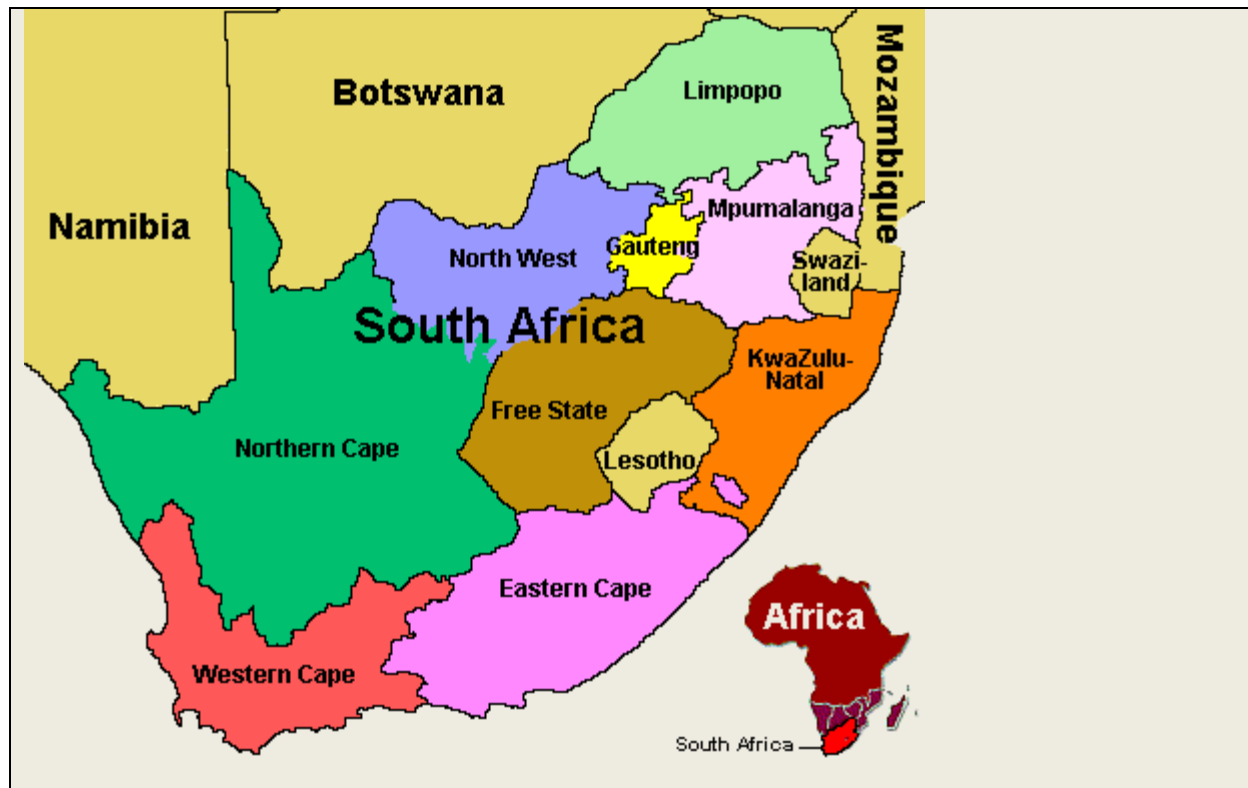 Mozambique
Botswana
Limpopo
Namibia
Mpumalanga
North West
Gauteng
Swazi-
land
South Africa
KwaZulu-
Natal
Free State
Northern Cape
Lesotho
Eastern Cape
Africa
Western Cape
South Africa